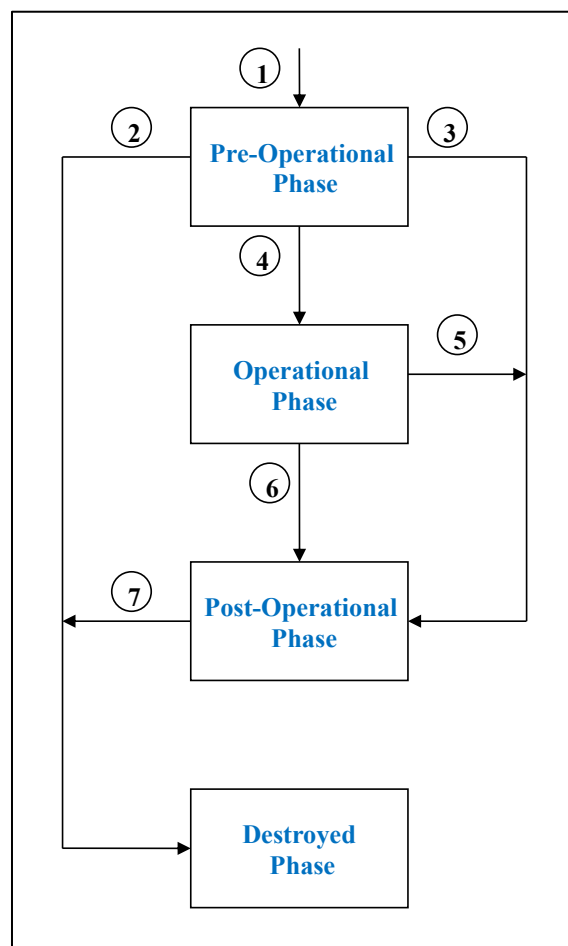 1
2
3
Pre-Operational
Phase
4
5
Operational
Phase
6
7
Post-Operational
Phase
Destroyed
Phase